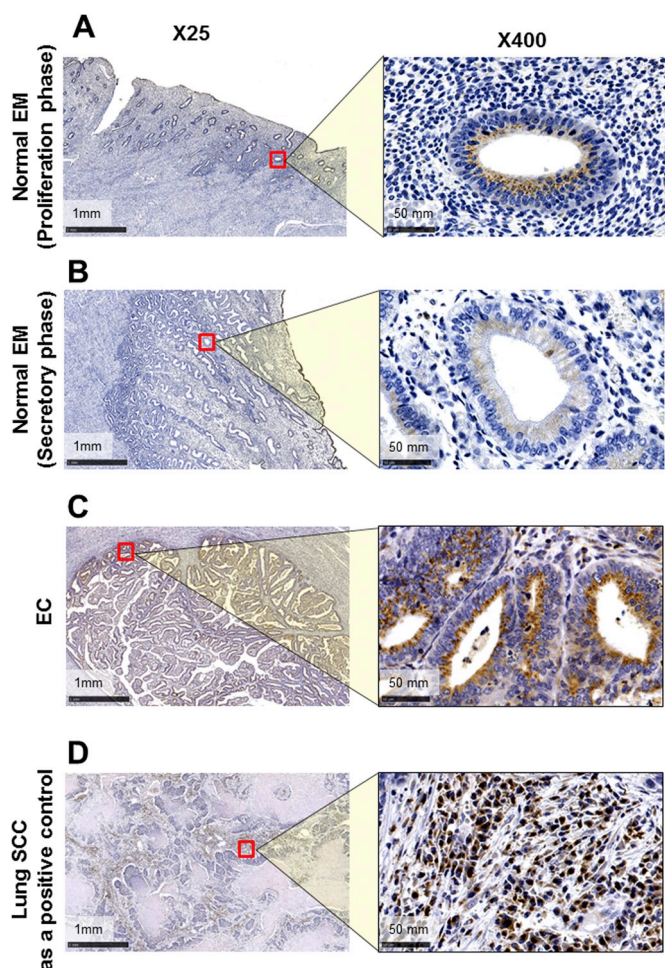 A
X25
X400
Normal EM
(Proliferation phase)
1mm
50 mm
B
Normal EM
(Secretory phase)
1mm
50 mm
C
EC
1mm
50 mm
D
Lung SCC
as a positive control
1mm
50 mm